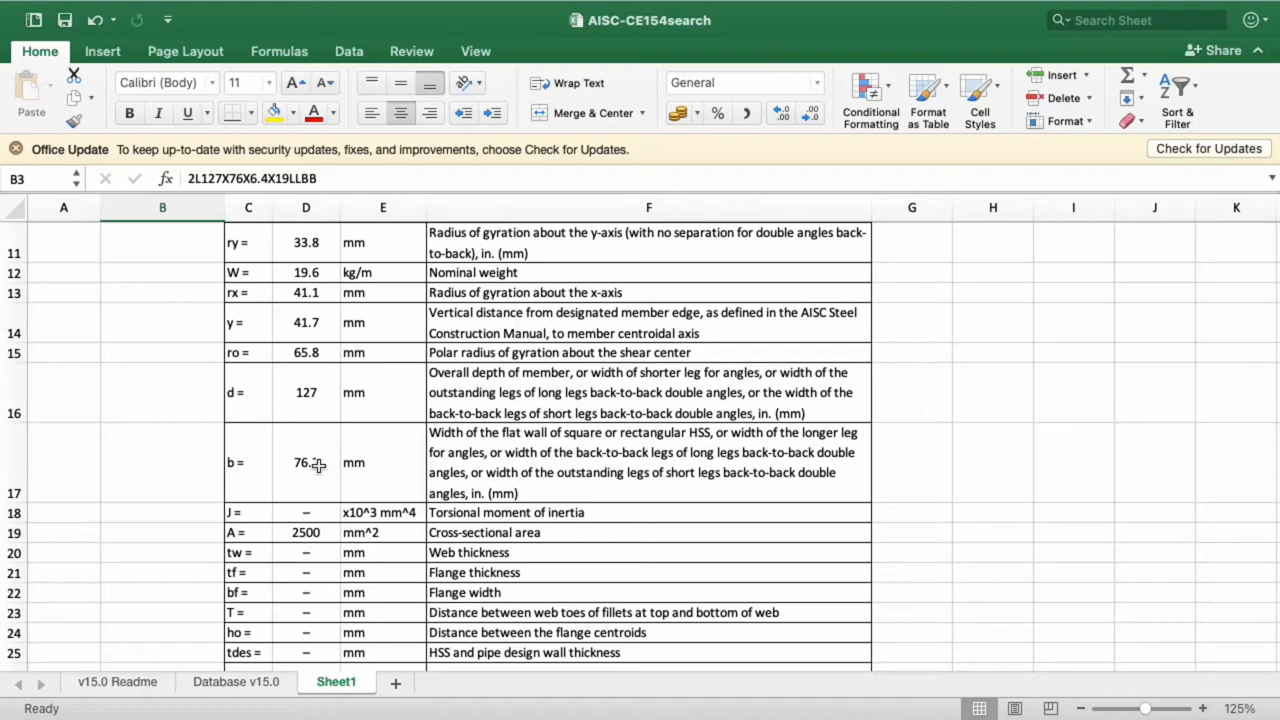 AISC-CE154search
Search Sheet
Home Insert Page Layout Formulas Data Review View
Share
Paste
Calibri (Body) 11
B I U
Wrap Text
Merge & Center
General
Conditional Formatting
Format as Table
Cell Styles
Insert
Delete
Format
Sort & Filter
Office Update To keep up-to-date with security updates, fixes, and improvements, choose Check for Updates.
Check for Updates
B3 fx 2L127X76X6.4X19LLBB
A B C D E F G H I J K
11 ry = 33.8 mm Radius of gyration about the y-axis (with no separation for double angles back-
to-back), in. (mm)
12 W = 19.6 kg/m Nominal weight
13 rx = 41.1 mm Radius of gyration about the x-axis
14 y = 41.7 mm Vertical distance from designated member edge, as defined in the AISC Steel
Construction Manual, to member centroidal axis
15 ro = 65.8 mm Polar radius of gyration about the shear center
16 d = 127 mm Overall depth of member, or width of shorter leg for angles, or width of the
outstanding legs of long legs back-to-back double angles, or the width of the
back-to-back legs of short legs back-to-back double angles, in. (mm)
17 b = mm Width of the flat wall of square or rectangular HSS, or width of the longer leg
for angles, or width of the back-to-back legs of long legs back-to-back double
angles, or width of the outstanding legs of short legs back-to-back double
angles, in. (mm)
18 J = – x10^3 mm^4 Torsional moment of inertia
19 A = 2500 mm^2 Cross-sectional area
20 tw = – mm Web thickness
21 tf = – mm Flange thickness
22 bf = – mm Flange width
23 T = – mm Distance between web toes of fillets at top and bottom of web
24 ho = – mm Distance between the flange centroids
25 tdes = – mm HSS and pipe design wall thickness
v15.0 Readme Database v15.0 Sheet1 +
Ready 125%